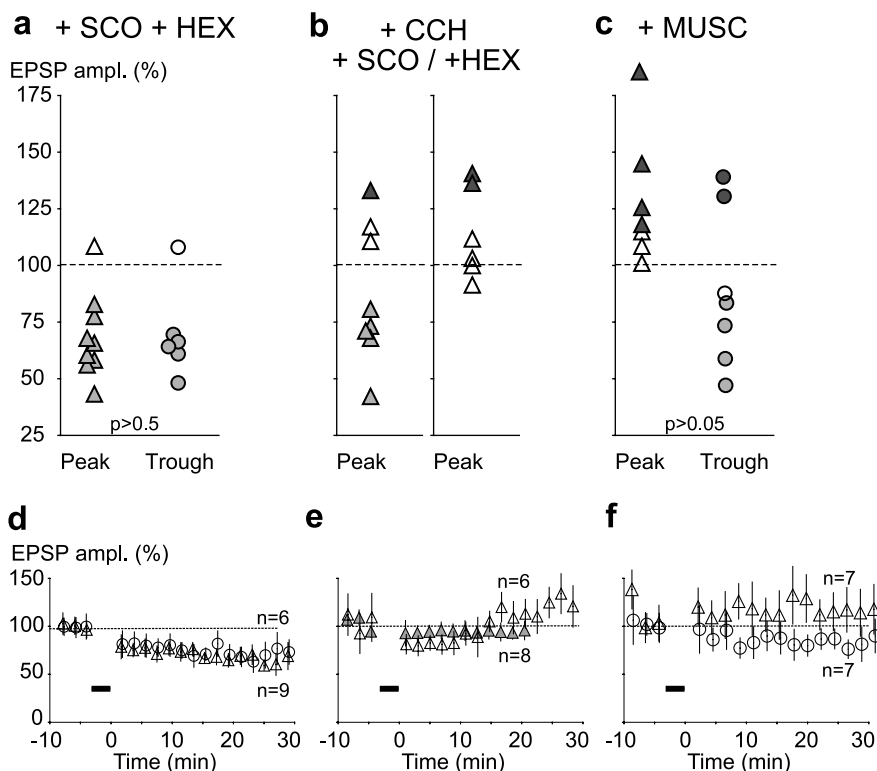 a + SCO + HEX
b + CCH
+ SCO / +HEX
c + MUSC
EPSP ampl. (%)
175
150
125
100
75
50
25
p>0.5
p>0.05
Peak Trough
Peak Peak
Peak Trough
d
e
f
EPSP ampl. (%)
150
100
50
0
n=6
n=9
n=6
n=8
n=7
n=7
-10 0 10 20 30
-10 0 10 20 30
-10 0 10 20 30
Time (min)
Time (min)
Time (min)